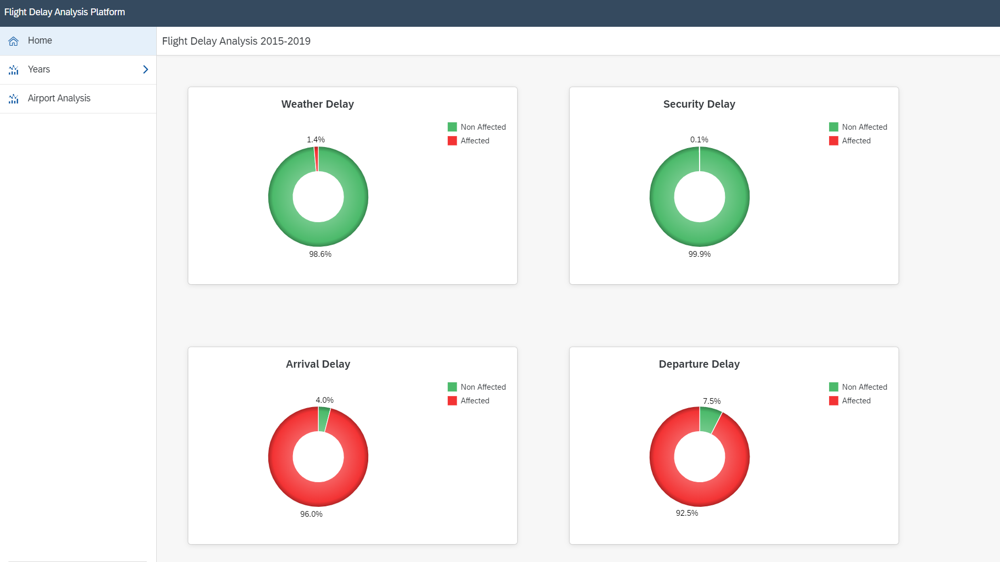 Flight Delay Analysis Platform
Home
Years
Airport Analysis
Flight Delay Analysis 2015-2019
Weather Delay
Non Affected
Affected
1.4%
98.6%
Security Delay
Non Affected
Affected
0.1%
99.9%
Arrival Delay
Non Affected
Affected
4.0%
96.0%
Departure Delay
Non Affected
Affected
7.5%
92.5%